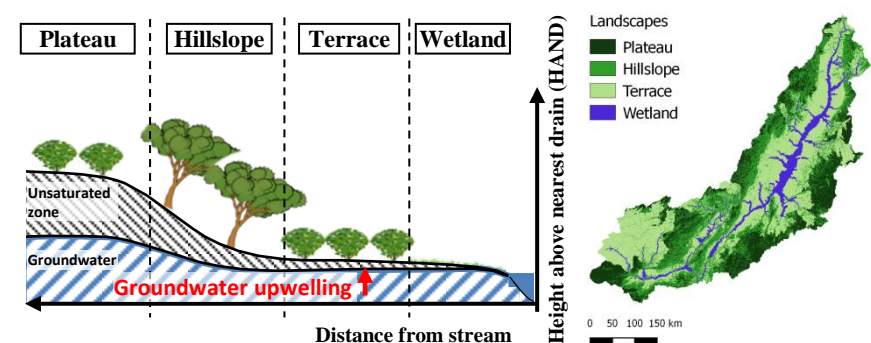 Plateau
Hillslope
Terrace
Wetland
Unsaturated
zone
Groundwater
Groundwater upwelling
Distance from stream
Height above nearest drain (HAND)
Landscapes
Plateau
Hillslope
Terrace
Wetland
0 50 100 150 km